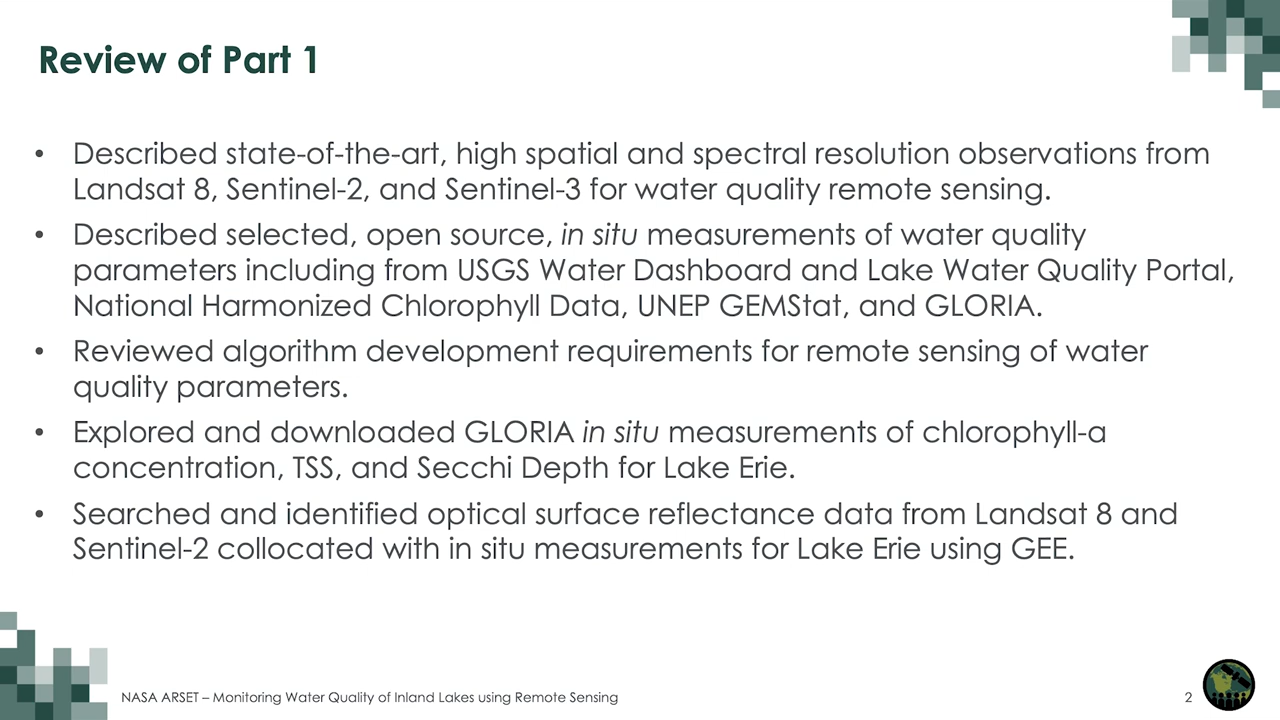 Review of Part 1
• Described state-of-the-art, high spatial and spectral resolution observations from
Landsat 8, Sentinel-2, and Sentinel-3 for water quality remote sensing.
• Described selected, open source, in situ measurements of water quality
parameters including from USGS Water Dashboard and Lake Water Quality Portal,
National Harmonized Chlorophyll Data, UNEP GEMStat, and GLORIA.
• Reviewed algorithm development requirements for remote sensing of water
quality parameters.
• Explored and downloaded GLORIA in situ measurements of chlorophyll-a
concentration, TSS, and Secchi Depth for Lake Erie.
• Searched and identified optical surface reflectance data from Landsat 8 and
Sentinel-2 collocated with in situ measurements for Lake Erie using GEE.
NASA ARSET – Monitoring Water Quality of Inland Lakes using Remote Sensing
2